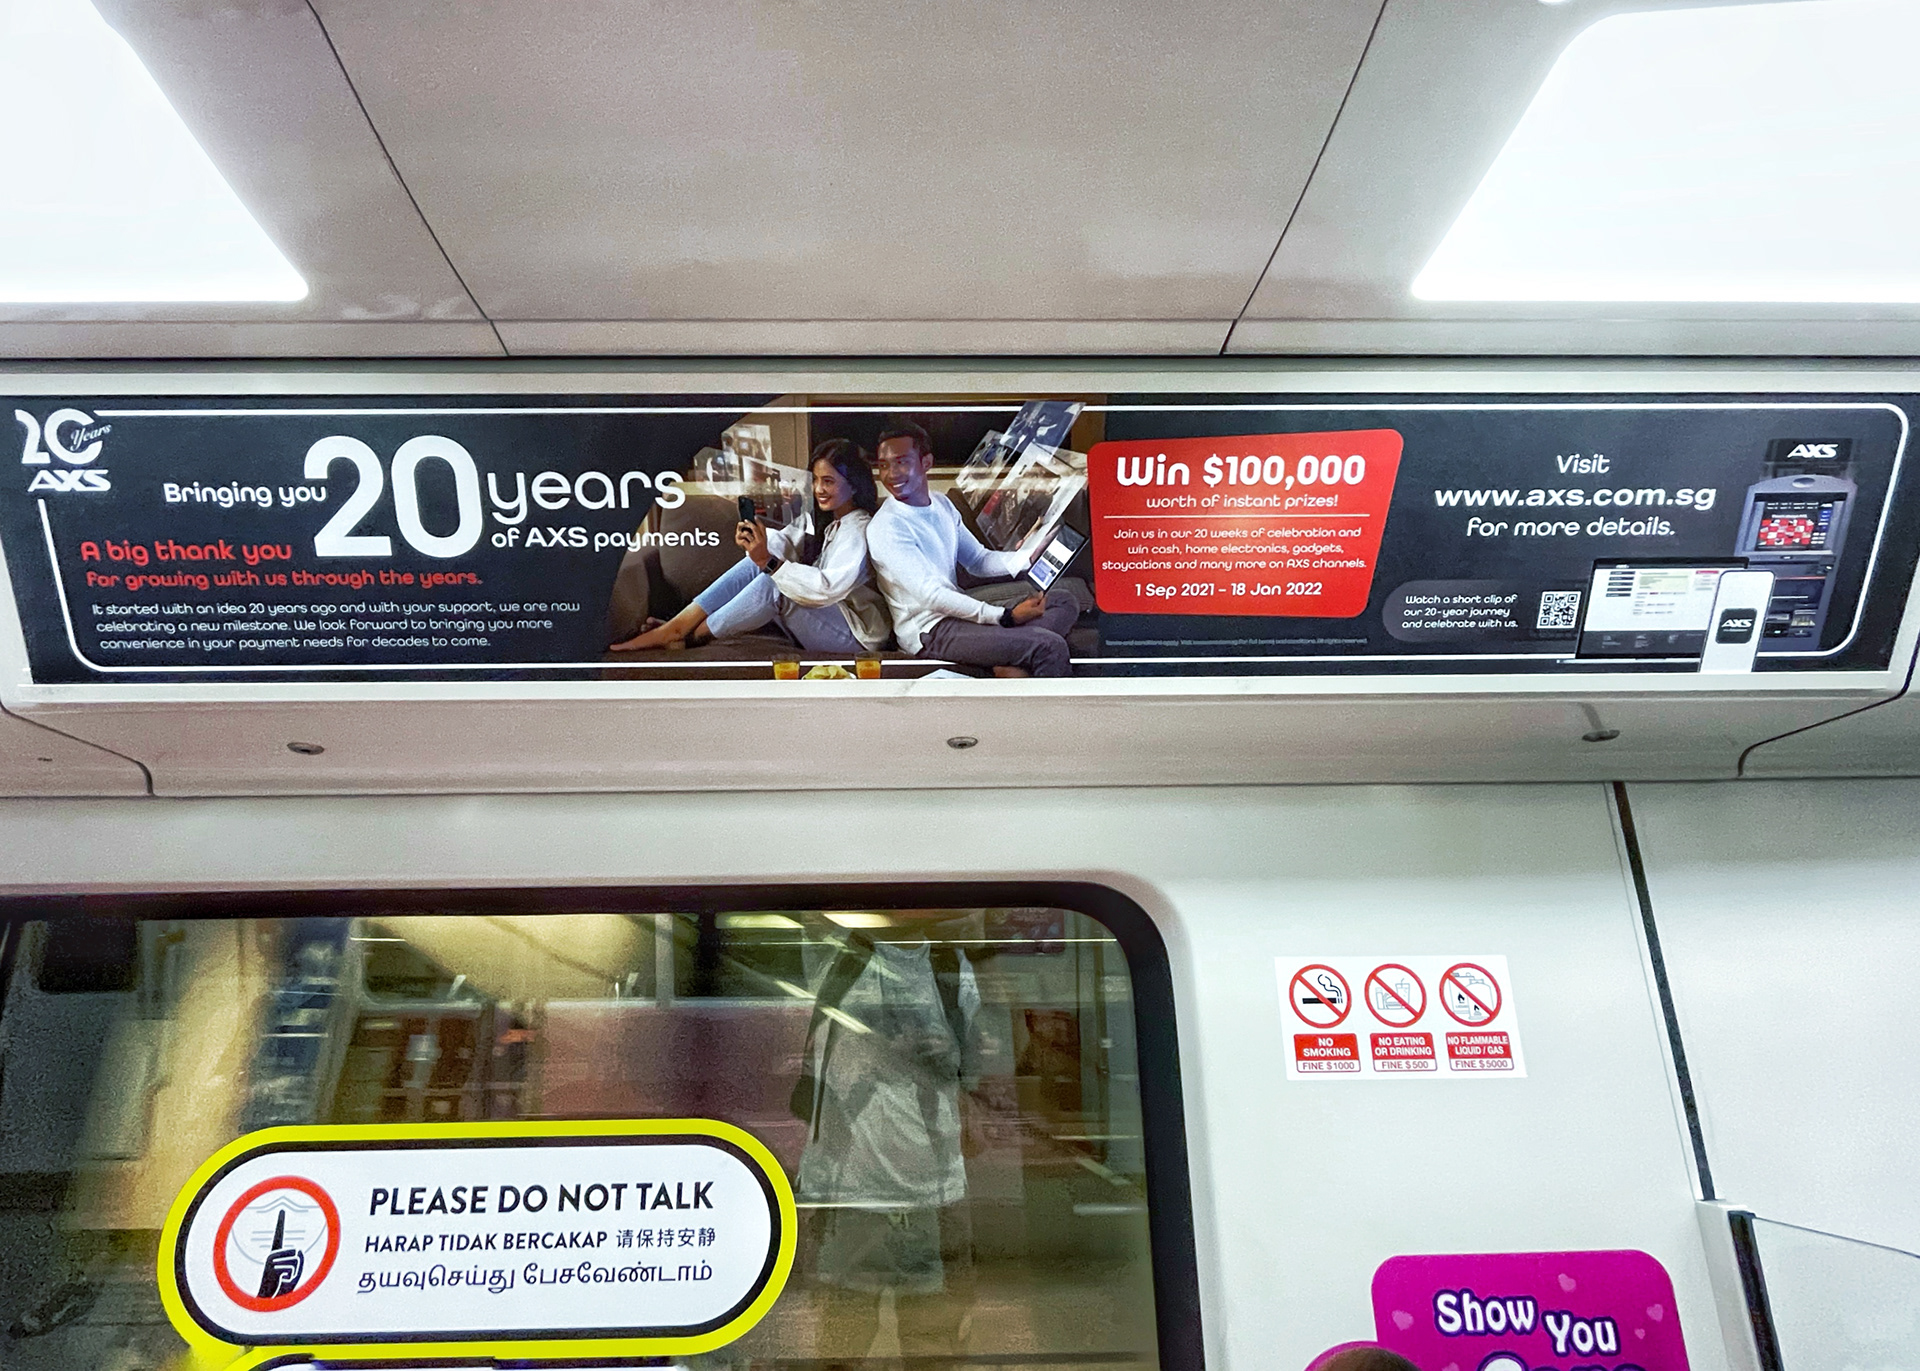 20 Years
AXS
Bringing you 20 years
of AXS payments
A big thank you
for growing with us through the years.
It started with an idea 20 years ago and with your support, we are now
celebrating a new milestone. We look forward to bringing you more
convenience in your payment needs for decades to come.
Win $100,000
worth of instant prizes!
Join us in our 20 weeks of celebration and
win cash, home electronics, gadgets,
staycations and many more on AXS channels.
1 Sep 2021 – 18 Jan 2022
Visit
www.axs.com.sg
for more details.
Watch a short clip of
our 20-year journey
and celebrate with us.
AXS
AXS
NO
SMOKING
FINE $1000
NO EATING
OR DRINKING
FINE $500
NO FLAMMABLE
LIQUID / GAS
FINE $5000
PLEASE DO NOT TALK
HARAP TIDAK BERCAKAP 请保持安静
தயவுசெய்து பேசவேண்டாம்
Show You